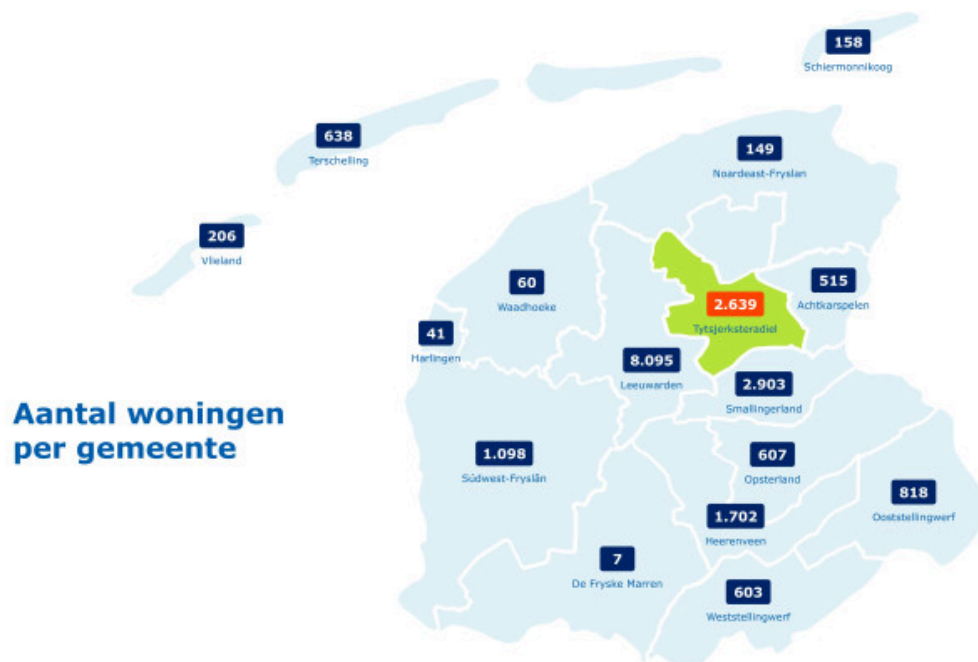 158
Schiermonnikoog
638
Terschelling
149
Noardeast-Fryslan
206
Vlieland
60
Waadhoeke
515
Achtkarspelen
2.639
Tytsjerksteradiel
41
Harlingen
8.095
Leeuwarden
2.903
Smallingerland
Aantal woningen
per gemeente
1.098
Súdwest-Fryslân
607
Opsterland
818
Ooststellingwerf
1.702
Heerenveen
7
De Fryske Marren
603
Weststellingwerf